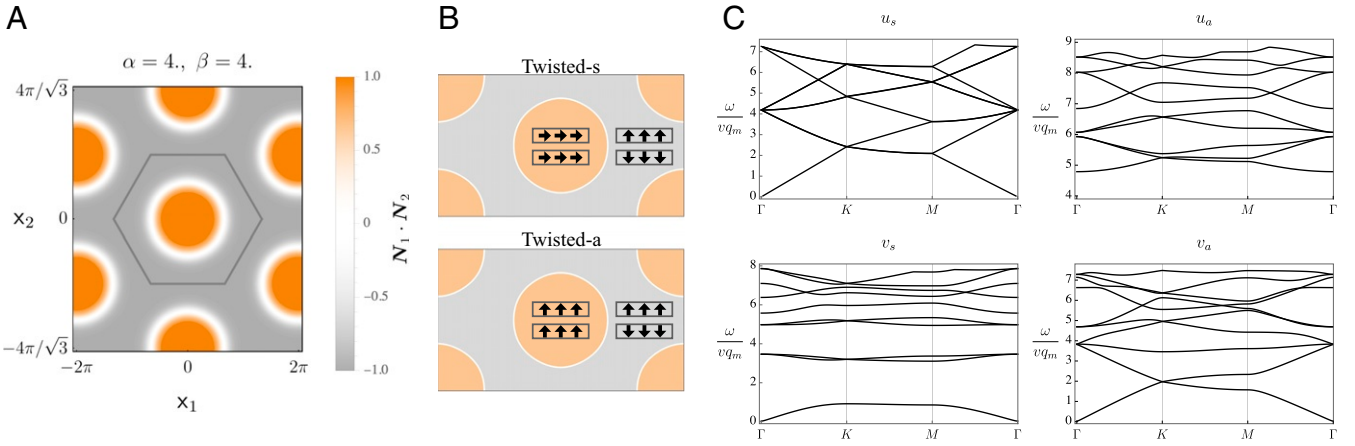 A
α = 4., β = 4.
4π/√3
0
−4π/√3
x₂
−2π
0
2π
x₁
1.0
0.5
0
−0.5
−1.0
N₁ · N₂
B
Twisted-s
Twisted-a
C
uₛ
7
6
5
4
3
2
1
0
ω
vqₘ
Γ
K
M
Γ
uₐ
9
8
7
6
5
4
ω
vqₘ
Γ
K
M
Γ
vₛ
8
6
4
2
0
ω
vqₘ
Γ
K
M
Γ
vₐ
7
6
5
4
3
2
1
0
ω
vqₘ
Γ
K
M
Γ